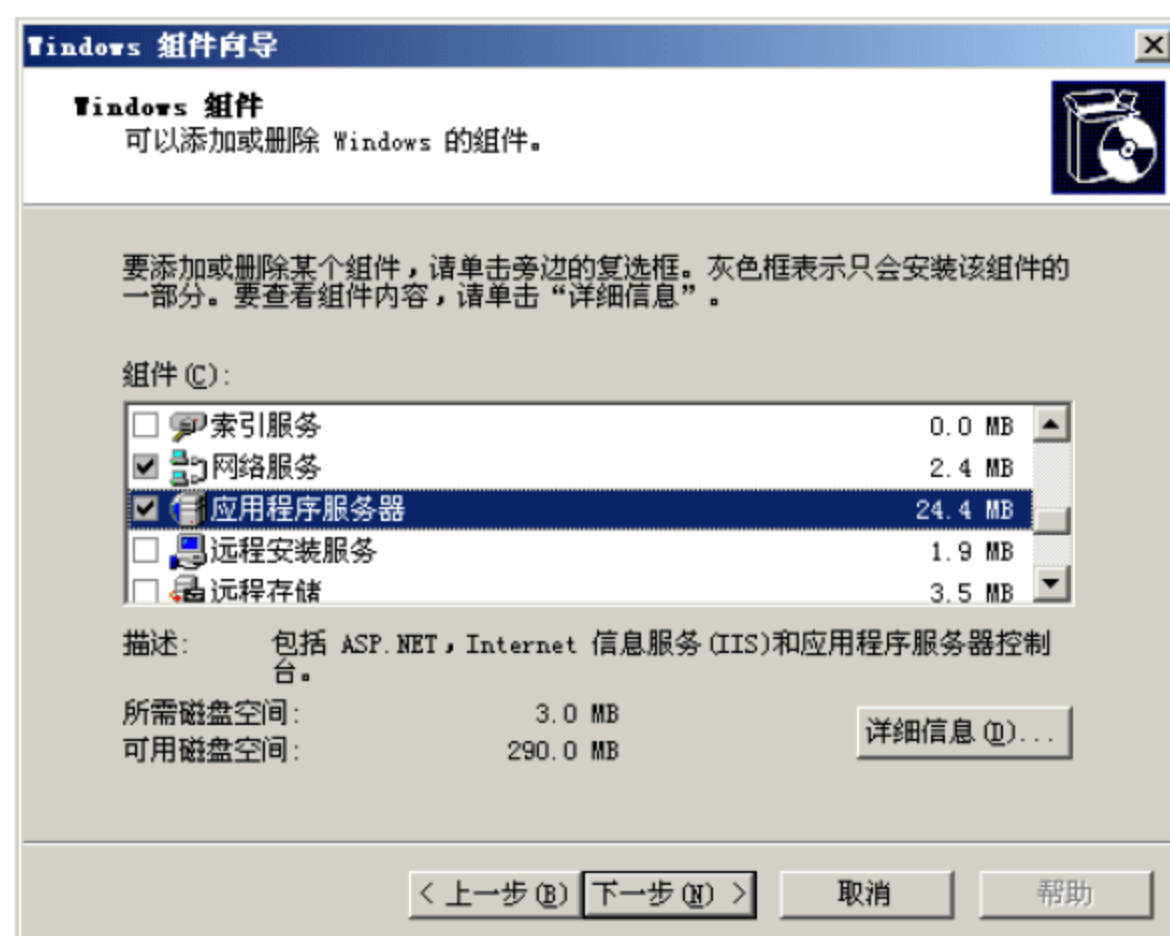 Windows 组件向导
Windows 组件
可以添加或删除 Windows 的组件。
要添加或删除某个组件，请单击旁边的复选框。灰色框表示只会安装该组件的
一部分。要查看组件内容，请单击“详细信息”。
组件(C):
索引服务 0.0 MB
网络服务 2.4 MB
应用程序服务器 24.4 MB
远程安装服务 1.9 MB
远程存储 3.5 MB
描述: 包括 ASP.NET，Internet 信息服务(IIS)和应用程序服务器控制
台。
所需磁盘空间: 3.0 MB
可用磁盘空间: 290.0 MB
详细信息(D)...
< 上一步(B) 下一步(N) > 取消 帮助